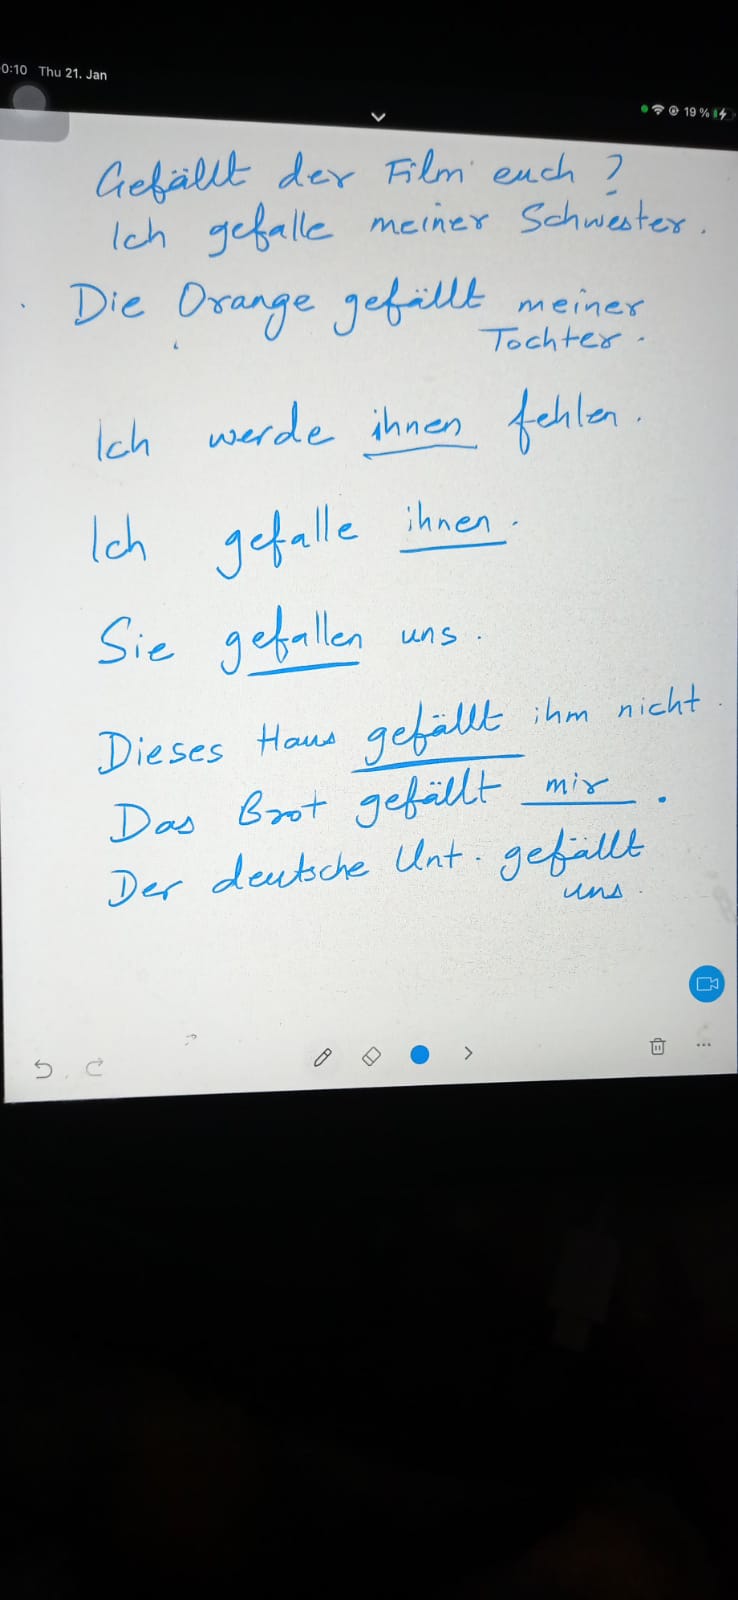 0:10 Thu 21. Jan
19 %
Gefällt der Film euch ?
Ich gefalle meiner Schwester.
Die Orange gefällt meiner
Tochter.
Ich werde ihnen fehlen.
Ich gefalle ihnen.
Sie gefallen uns.
Dieses Haus gefällt ihm nicht.
Das Brot gefällt mir.
Der deutsche Unt. gefällt
uns.